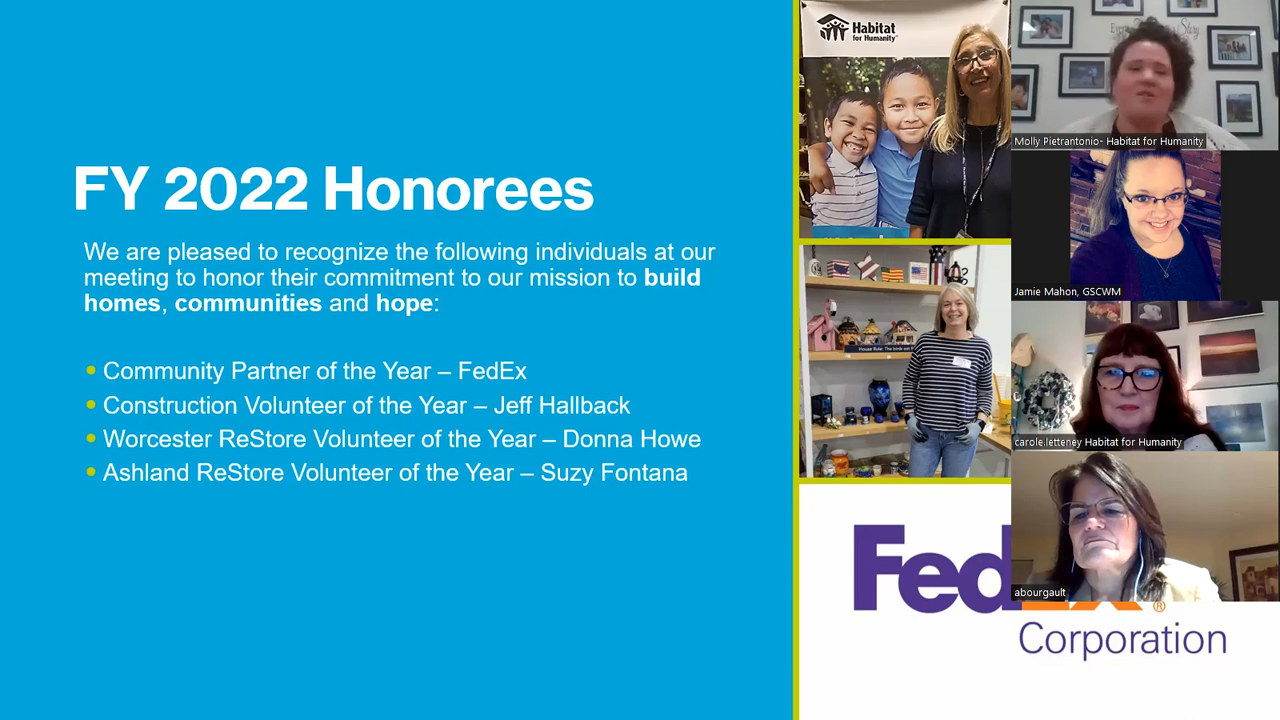 FY 2022 Honorees
We are pleased to recognize the following individuals at our
meeting to honor their commitment to our mission to build
homes, communities and hope:
• Community Partner of the Year – FedEx
• Construction Volunteer of the Year – Jeff Hallback
• Worcester ReStore Volunteer of the Year – Donna Howe
• Ashland ReStore Volunteer of the Year – Suzy Fontana
Habitat
for Humanity®
Fed
®
Corporation
Molly Pietrantonio- Habitat for Humanity
Jamie Mahon, GSCWM
carole.letteney Habitat for Humanity
abourgault